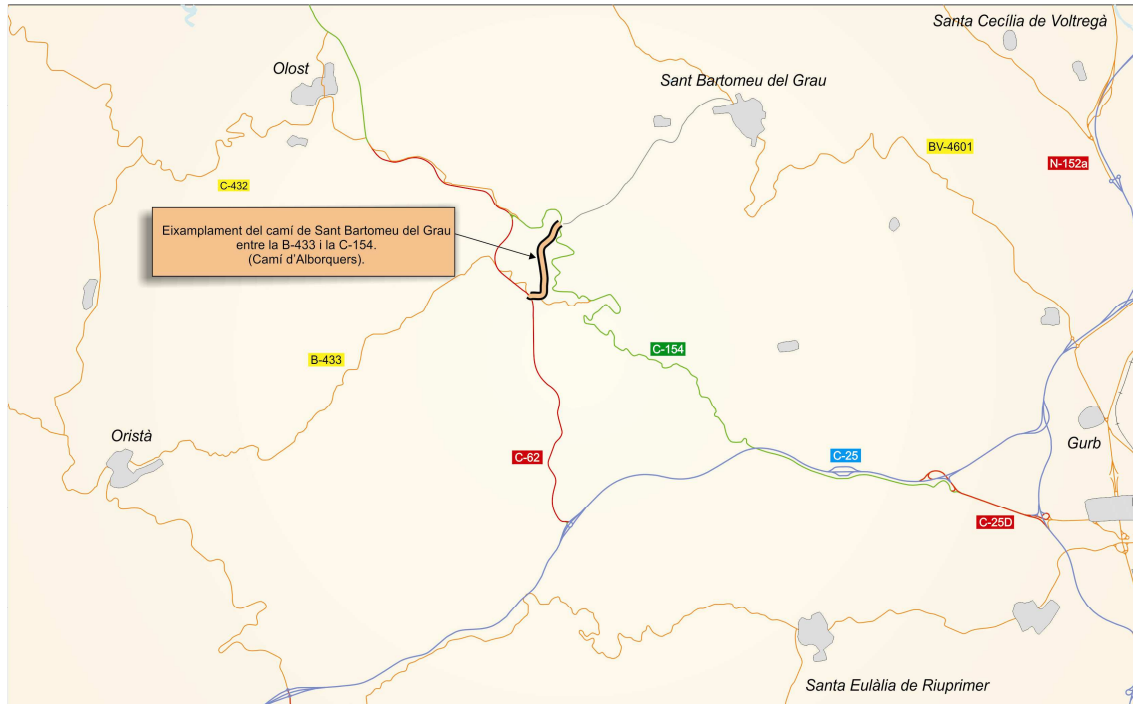 Santa Cecília de Voltregà
Olost
Sant Bartomeu del Grau
BV-4601
N-152a
C-432
Eixamplament del camí de Sant Bartomeu del Grau
entre la B-433 i la C-154.
(Camí d'Alborquers).
C-154
B-433
Oristà
C-62
C-25
Gurb
C-25D
Santa Eulàlia de Riuprimer